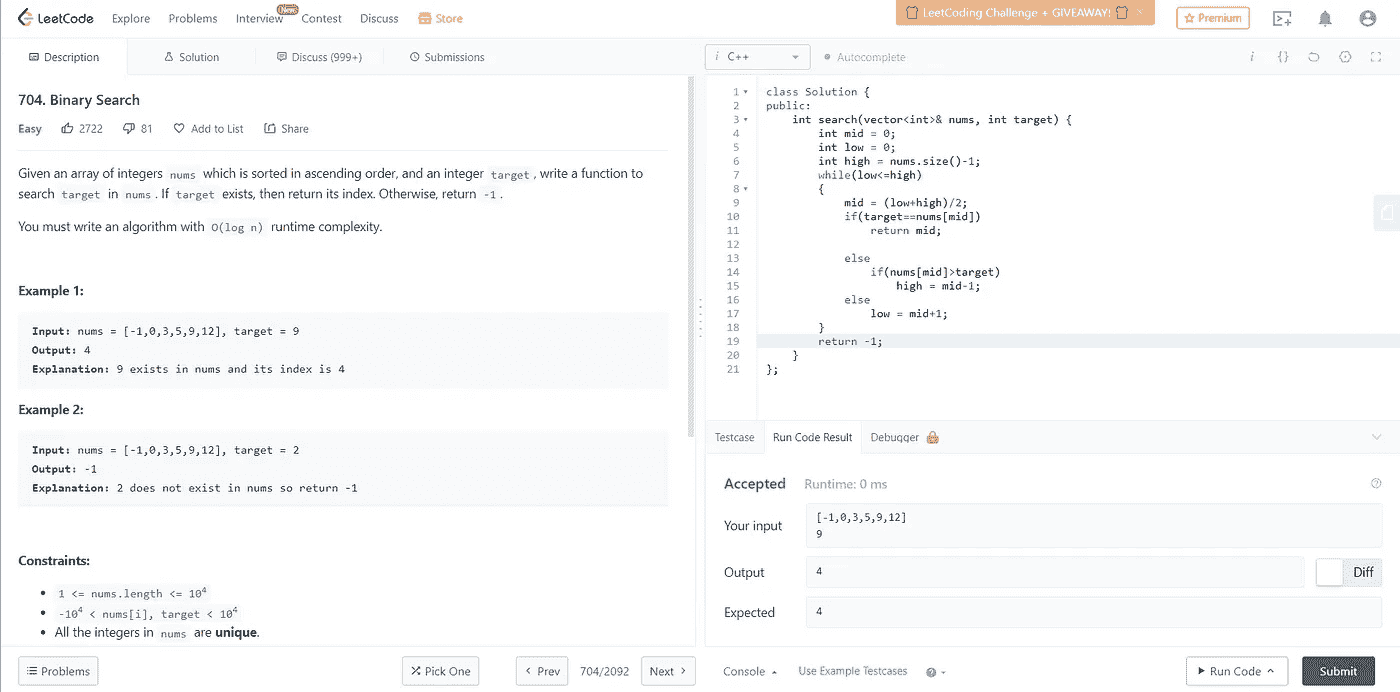 LeetCode Explore Problems Interview New Contest Discuss Store LeetCoding Challenge + GIVEAWAY! × Premium
Description Solution Discuss (999+) Submissions
i C++ Autocomplete i {}
704. Binary Search
Easy 2722 81 Add to List Share
Given an array of integers nums which is sorted in ascending order, and an integer target, write a function to
search target in nums. If target exists, then return its index. Otherwise, return -1.
You must write an algorithm with O(log n) runtime complexity.
Example 1:
Input: nums = [-1,0,3,5,9,12], target = 9
Output: 4
Explanation: 9 exists in nums and its index is 4
Example 2:
Input: nums = [-1,0,3,5,9,12], target = 2
Output: -1
Explanation: 2 does not exist in nums so return -1
Constraints:
• 1 <= nums.length <= 10⁴
• -10⁴ < nums[i], target < 10⁴
• All the integers in nums are unique.
Problems Pick One Prev 704/2092 Next
1 class Solution {
2 public:
3 int search(vector<int>& nums, int target) {
4 int mid = 0;
5 int low = 0;
6 int high = nums.size()-1;
7 while(low<=high)
8 {
9 mid = (low+high)/2;
10 if(target==nums[mid])
11 return mid;
12
13 else
14 if(nums[mid]>target)
15 high = mid-1;
16 else
17 low = mid+1;
18 }
19 return -1;
20 }
21 };
Testcase Run Code Result Debugger
Accepted Runtime: 0 ms
Your input
[-1,0,3,5,9,12]
9
Output 4 Diff
Expected 4
Console Use Example Testcases Run Code Submit